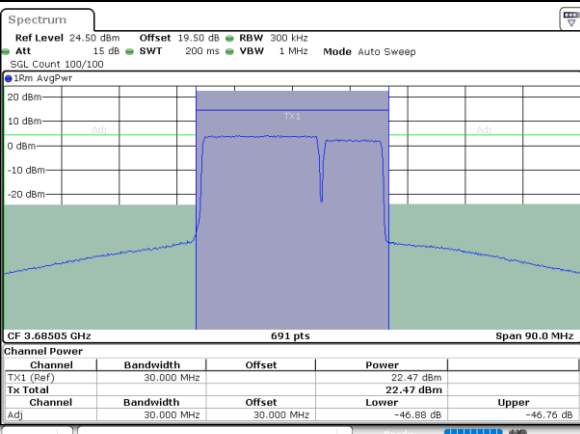 Spectrum
Ref Level 24.50 dBm Offset 19.50 dB RBW 300 kHz
Att 15 dB SWT 200 ms VBW 1 MHz Mode Auto Sweep
SGL Count 100/100
1Rm AvgPwr
20 dBm
TX1
10 dBm
Adj Adj
0 dBm
-10 dBm
-20 dBm
CF 3.68505 GHz 691 pts Span 90.0 MHz
Channel Power
Channel Bandwidth Offset Power
TX1 (Ref) 30.000 MHz 22.47 dBm
Tx Total 22.47 dBm
Channel Bandwidth Offset Lower Upper
Adj 30.000 MHz 30.000 MHz -46.88 dB -46.76 dB